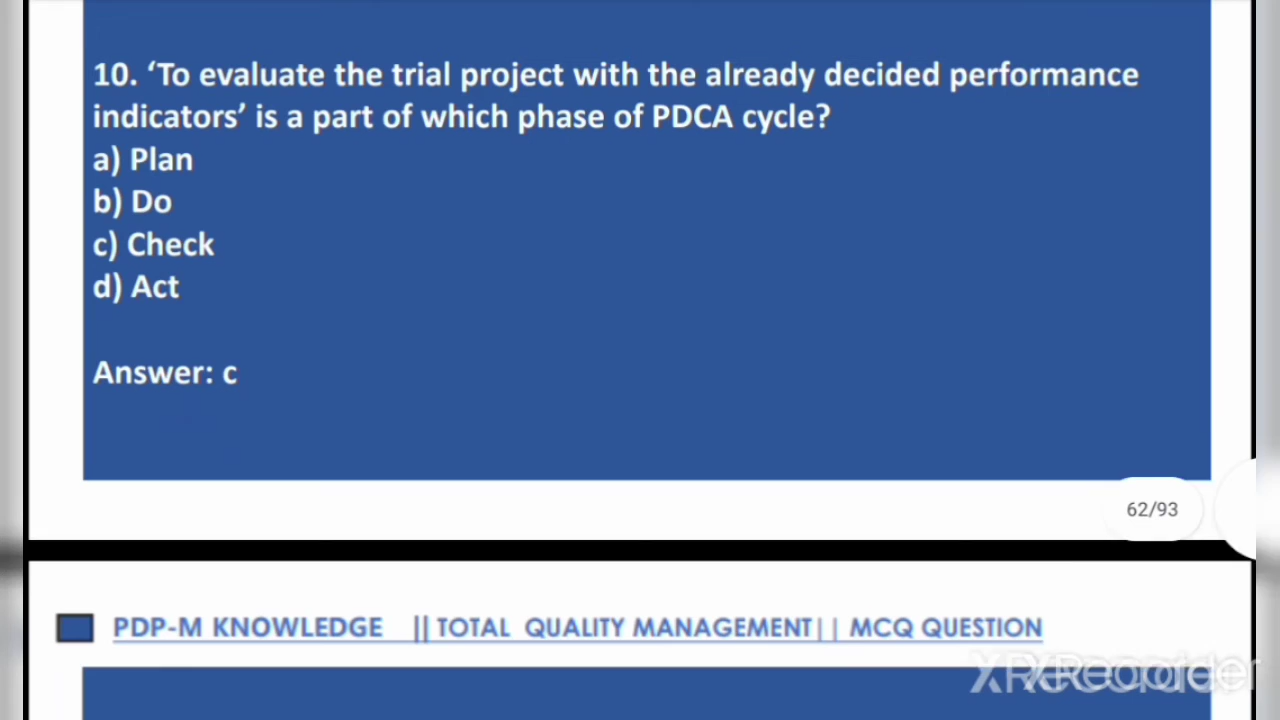 10. ‘To evaluate the trial project with the already decided performance
indicators’ is a part of which phase of PDCA cycle?
a) Plan
b) Do
c) Check
d) Act
Answer: c
62/93
PDP-M KNOWLEDGE || TOTAL QUALITY MANAGEMENT|| MCQ QUESTION
XRecorder